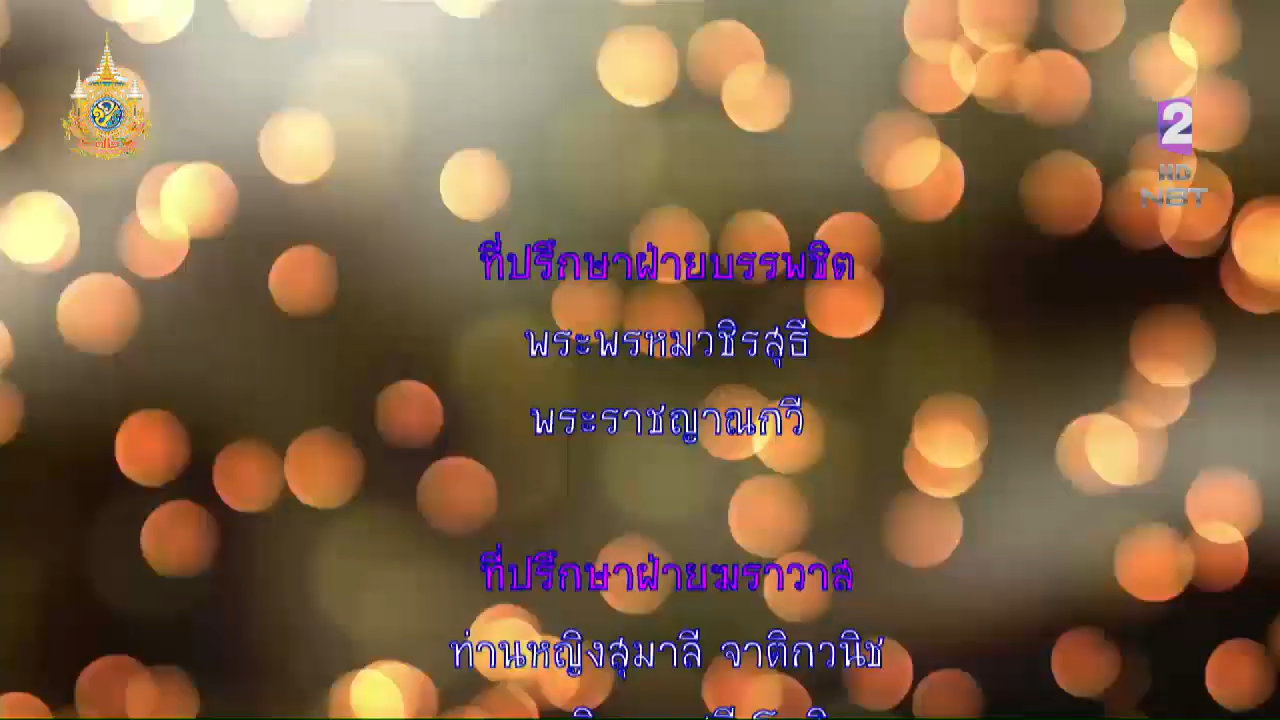 2
HD
NBT
ที่ปรึกษาฝ่ายบรรพชิต
พระพรหมวชิรสุธี
พระราชญาณกวี
ที่ปรึกษาฝ่ายฆราวาส
ท่านหญิงสุมาลี จาติกวนิช